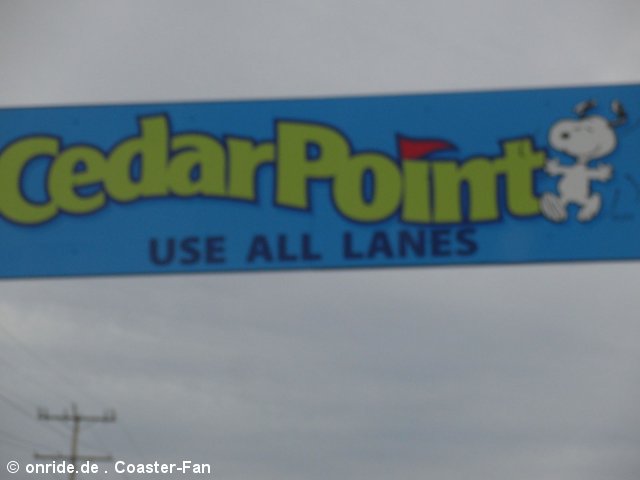 CedarPoint
USE ALL LANES
© onride.de . Coaster-Fan